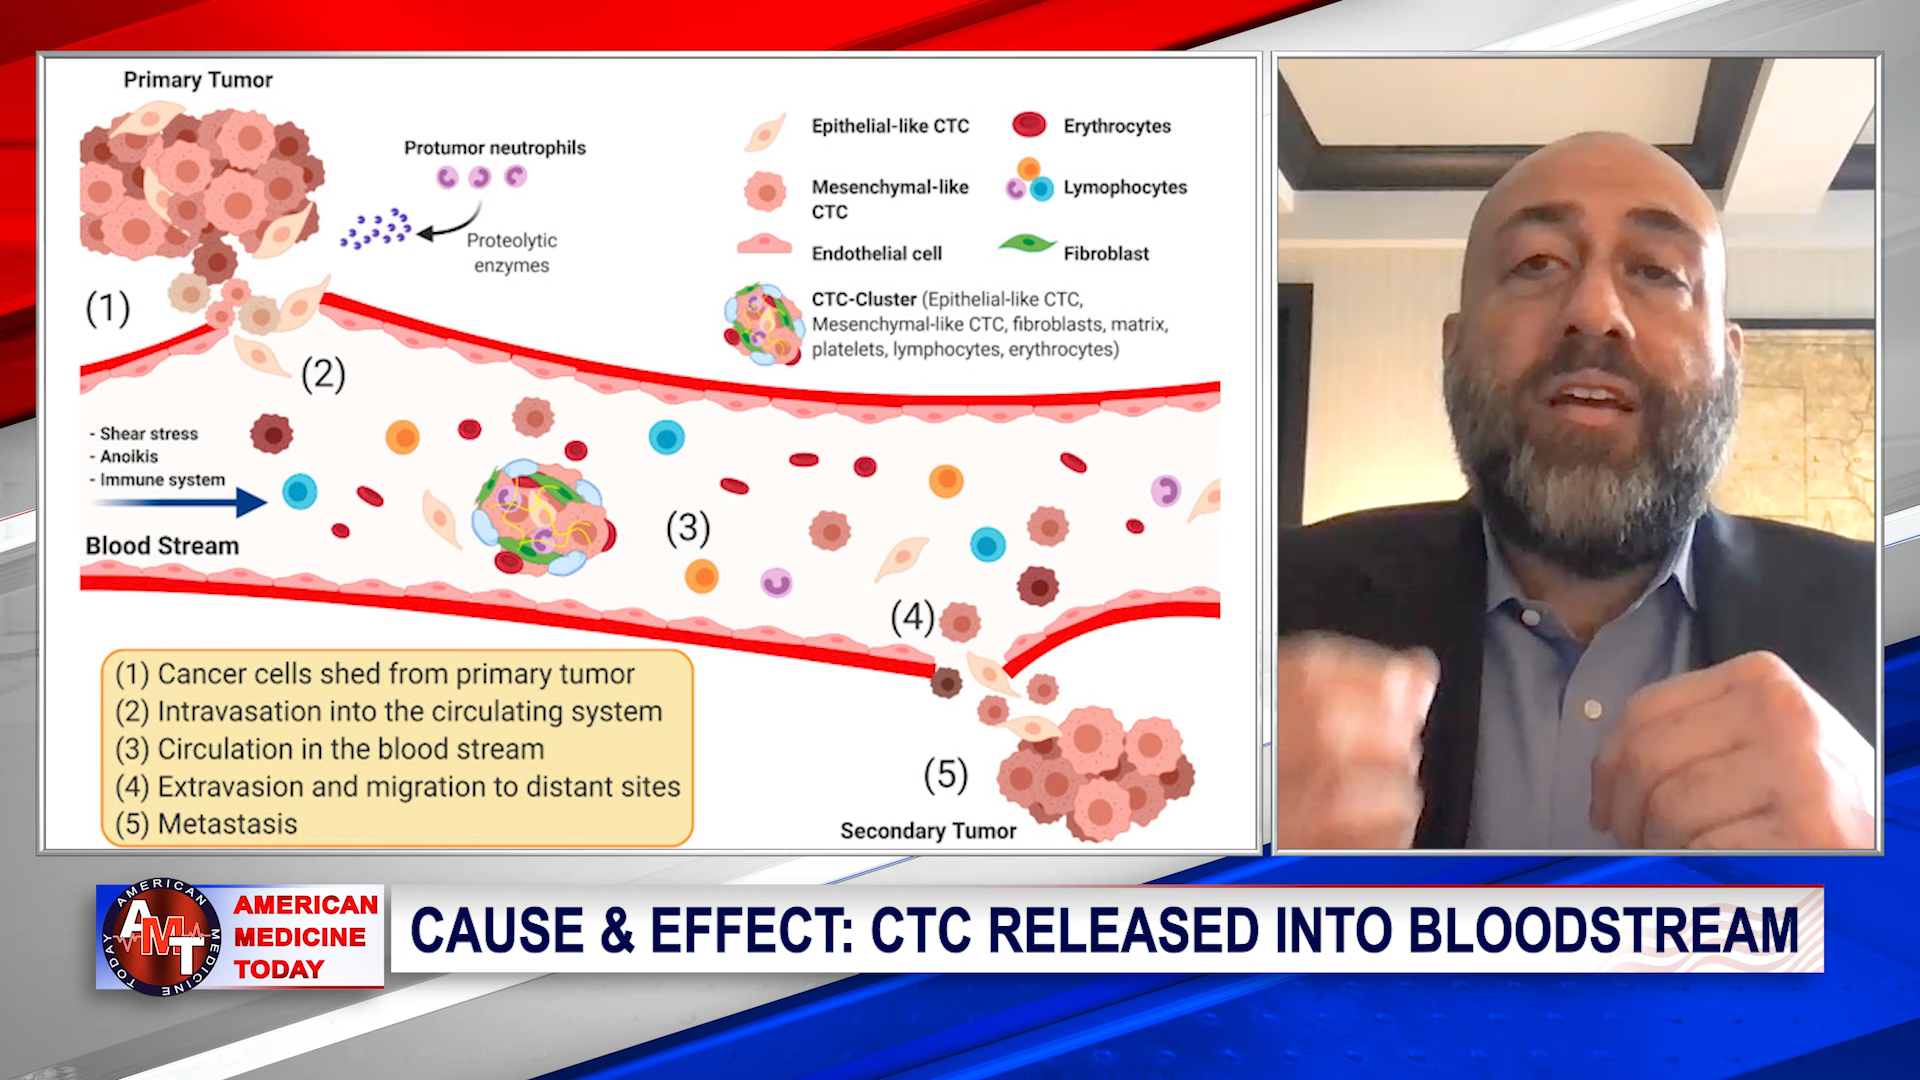 Primary Tumor
Protumor neutrophils
Proteolytic
enzymes
Epithelial-like CTC
Erythrocytes
Mesenchymal-like
CTC
Lymophocytes
Endothelial cell
Fibroblast
CTC-Cluster (Epithelial-like CTC,
Mesenchymal-like CTC, fibroblasts, matrix,
platelets, lymphocytes, erythrocytes)
(1)
(2)
- Shear stress
- Anoikis
- Immune system
Blood Stream
(3)
(4)
(5)
Secondary Tumor
(1) Cancer cells shed from primary tumor
(2) Intravasation into the circulating system
(3) Circulation in the blood stream
(4) Extravasion and migration to distant sites
(5) Metastasis
AMERICAN
MEDICINE
TODAY
AMT
AMERICAN
MEDICINE
TODAY
CAUSE & EFFECT: CTC RELEASED INTO BLOODSTREAM